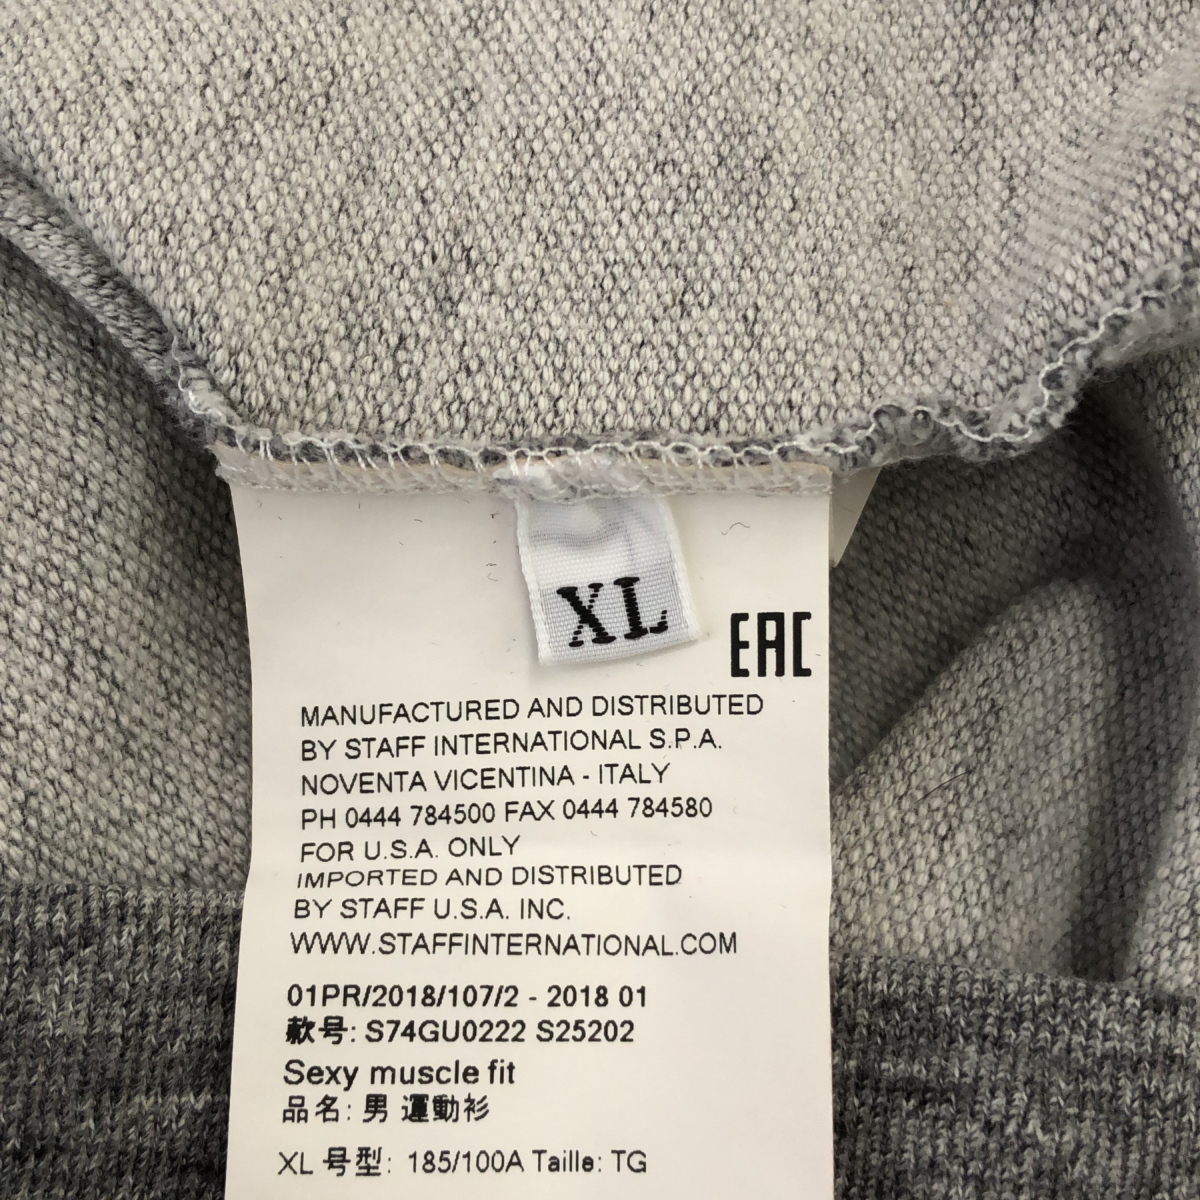 XL
EAC
MANUFACTURED AND DISTRIBUTED
BY STAFF INTERNATIONAL S.P.A.
NOVENTA VICENTINA - ITALY
PH 0444 784500 FAX 0444 784580
FOR U.S.A. ONLY
IMPORTED AND DISTRIBUTED
BY STAFF U.S.A. INC.
WWW.STAFFINTERNATIONAL.COM
01PR/2018/107/2 - 2018 01
款号: S74GU0222 S25202
Sexy muscle fit
品名: 男 運動衫
XL 号型: 185/100A Taille: TG